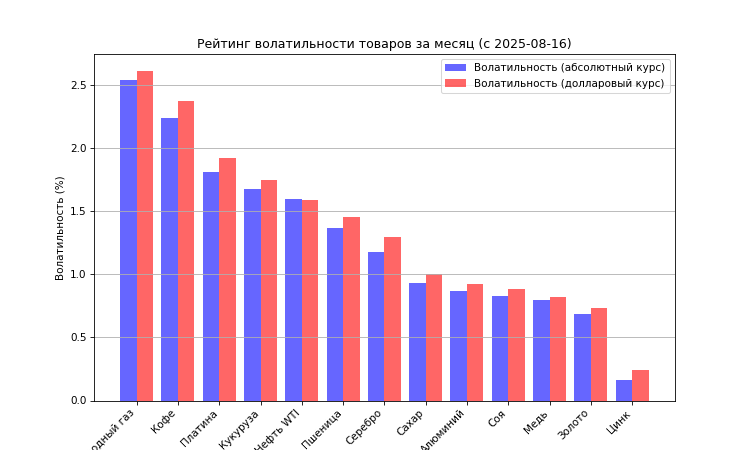 Рейтинг волатильности товаров за месяц (с 2025-08-16)
Волатильность (абсолютный курс)
Волатильность (долларовый курс)
Волатильность (%)
2.5
2.0
1.5
1.0
0.5
0.0
одный газ
Кофе
Платина
Кукуруза
Нефть WTI
Пшеница
Серебро
Сахар
Алюминий
Соя
Медь
Золото
Цинк